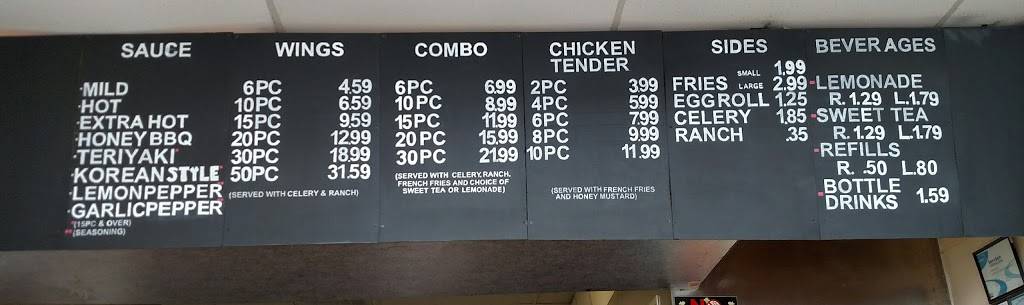 SAUCE
MILD
HOT
EXTRA HOT
HONEY BBQ
TERIYAKI
KOREAN STYLE
LEMONPEPPER
GARLICPEPPER
(15PC & OVER)
(SEASONING)
WINGS
6PC 4.59
10PC 6.59
15PC 9.59
20PC 12.99
30PC 18.99
50PC 31.59
(SERVED WITH CELERY & RANCH)
COMBO
6PC 6.99
10PC 8.99
15PC 11.99
20PC 15.99
30PC 21.99
(SERVED WITH CELERY, RANCH,
FRENCH FRIES AND CHOICE OF
SWEET TEA OR LEMONADE)
CHICKEN
TENDER
2PC 3.99
4PC 5.99
6PC 7.99
8PC 9.99
10PC 11.99
(SERVED WITH FRENCH FRIES
AND HONEY MUSTARD)
SIDES
SMALL 1.99
FRIES LARGE 2.99
EGGROLL 1.25
CELERY 1.85
RANCH .35
BEVERAGES
LEMONADE
R. 1.29 L. 1.79
SWEET TEA
R. 1.29 L. 1.79
REFILLS
R. .50 L. .80
BOTTLE
DRINKS 1.59